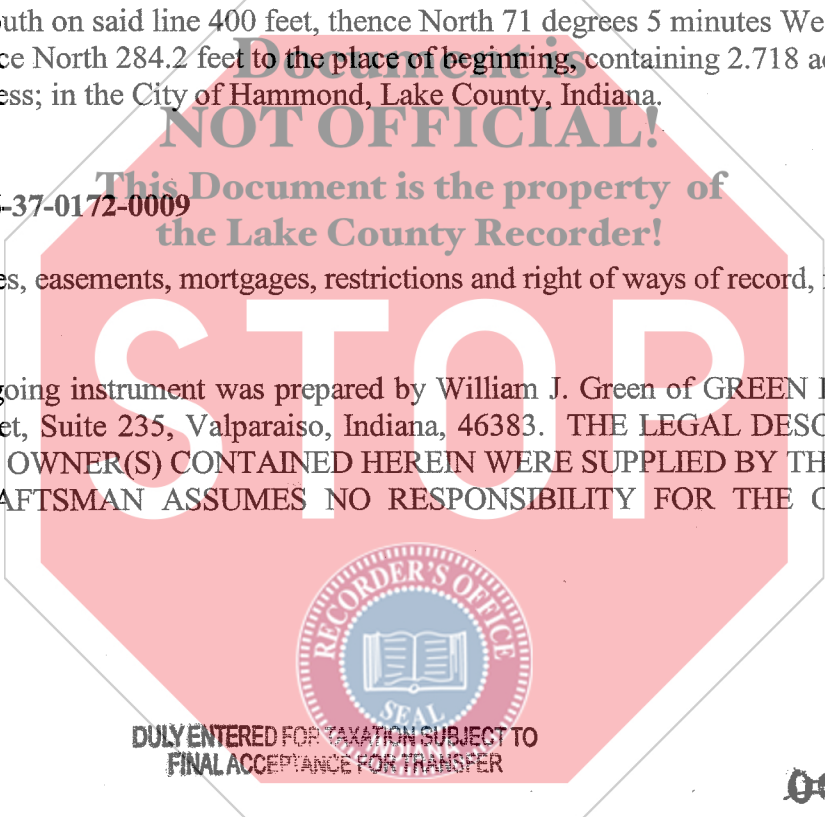 uth on said line 400 feet, thence North 71 degrees 5 minutes We
ce North 284.2 feet to the place of beginning, containing 2.718 a
ess; in the City of Hammond, Lake County, Indiana.
Document is
NOT OFFICIAL!
This Document is the property of
the Lake County Recorder!
-37-0172-0009
es, easements, mortgages, restrictions and right of ways of record,
STOP
going instrument was prepared by William J. Green of GREEN
et, Suite 235, Valparaiso, Indiana, 46383. THE LEGAL DESC
OWNER(S) CONTAINED HEREIN WERE SUPPLIED BY TH
AFTSMAN ASSUMES NO RESPONSIBILITY FOR THE
RECORDER'S OFFICE
SEAL
DULY ENTERED FOR TAXATION SUBJECT TO
FINAL ACCEPTANCE FOR TRANSFER